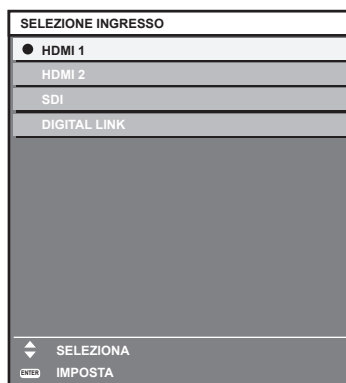 SELEZIONE INGRESSO
HDMI 1
HDMI 2
SDI
DIGITAL LINK
SELEZIONA
ENTER IMPOSTA